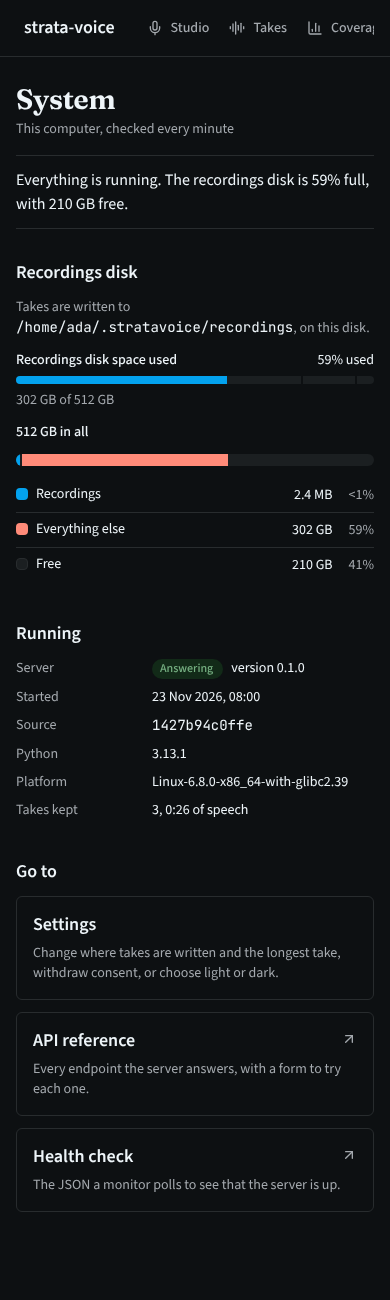 strata-voice Studio Takes
System
This computer, checked every minute
Everything is running. The recordings disk is 59% full,
with 210 GB free.
Recordings disk
Takes are written to
/home/ada/.stratavoice/recordings, on this disk.
Recordings disk space used 59% used
302 GB of 512 GB
512 GB in all
Recordings 2.4 MB <1%
Everything else 302 GB 59%
Free 210 GB 41%
Running
Server Answering version 0.1.0
Started 23 Nov 2026, 08:00
Source 1427b94c0ffe
Python 3.13.1
Platform Linux-6.8.0-x86_64-with-glibc2.39
Takes kept 3, 0:26 of speech
Go to
Settings
Change where takes are written and the longest take,
withdraw consent, or choose light or dark.
API reference
Every endpoint the server answers, with a form to try
each one.
Health check
The JSON a monitor polls to see that the server is up.